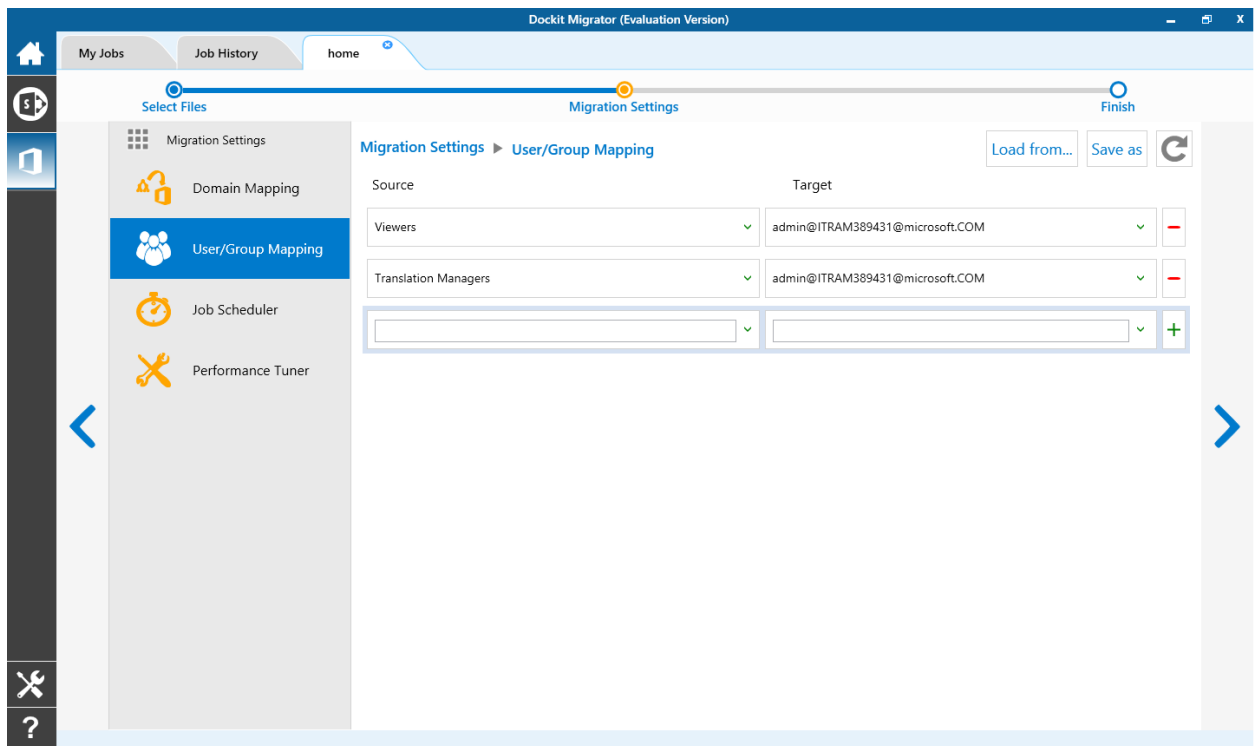 Dockit Migrator (Evaluation Version)
X
My Jobs
Job History
home
Select Files
Migration Settings
Finish
Migration Settings
Domain Mapping
User/Group Mapping
Job Scheduler
Performance Tuner
Migration Settings ▶ User/Group Mapping
Load from...
Save as
Source
Target
Viewers
admin@ITRAM389431@microsoft.COM
Translation Managers
admin@ITRAM389431@microsoft.COM
S
?